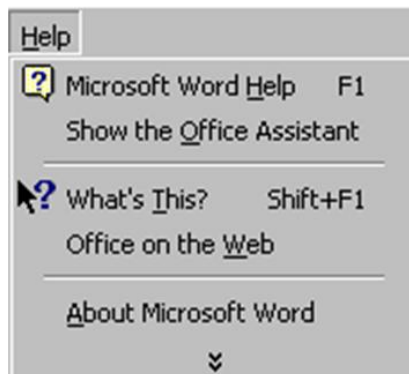 Help
Microsoft Word Help F1
Show the Office Assistant
What's This? Shift+F1
Office on the Web
About Microsoft Word